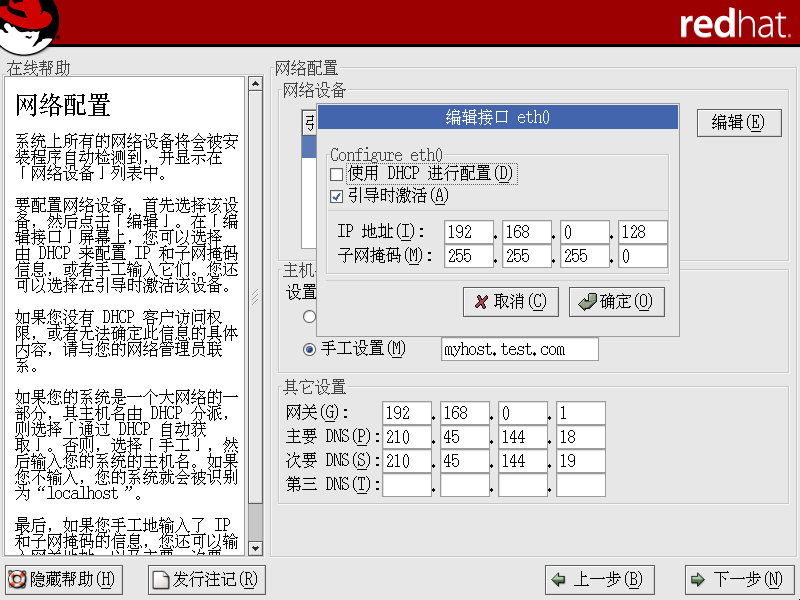 redhat.
在线帮助
网络配置
系统上所有的网络设备将会被安
装程序自动检测到，并显示在
「网络设备」列表中。
要配置网络设备，首先选择该设
备，然后点击「编辑」。在「编
辑接口」屏幕上，您可以选择
由 DHCP 来配置 IP 和子网掩码
信息，或者手工输入它们。您还
可以选择在引导时激活该设备。
如果您没有 DHCP 客户访问权
限，或者无法确定此信息的具体
内容，请与您的网络管理员联
系。
如果您的系统是一个大网络的一
部分，其主机名由 DHCP 分派，
则选择「通过 DHCP 自动获
取」。否则，选择「手工」，然
后输入您的系统的主机名。如果
您不输入，您的系统就会被识别
为“localhost”。
最后，如果您手工地输入了 IP
和子网掩码的信息，您还可以输
网络配置
网络设备
引
编辑(E)
编辑接口 eth0
Configure eth0
使用 DHCP 进行配置(D)
引导时激活(A)
IP 地址(I): 192 . 168 . 0 . 128
子网掩码(M): 255 . 255 . 255 . 0
取消(C) 确定(O)
主机
设置
手工设置(M) myhost.test.com
其它设置
网关(G): 192 . 168 . 0 . 1
主要 DNS(P): 210 . 45 . 144 . 18
次要 DNS(S): 210 . 45 . 144 . 19
第三 DNS(T): . . .
隐藏帮助(H) 发行注记(R) 上一步(B) 下一步(N)